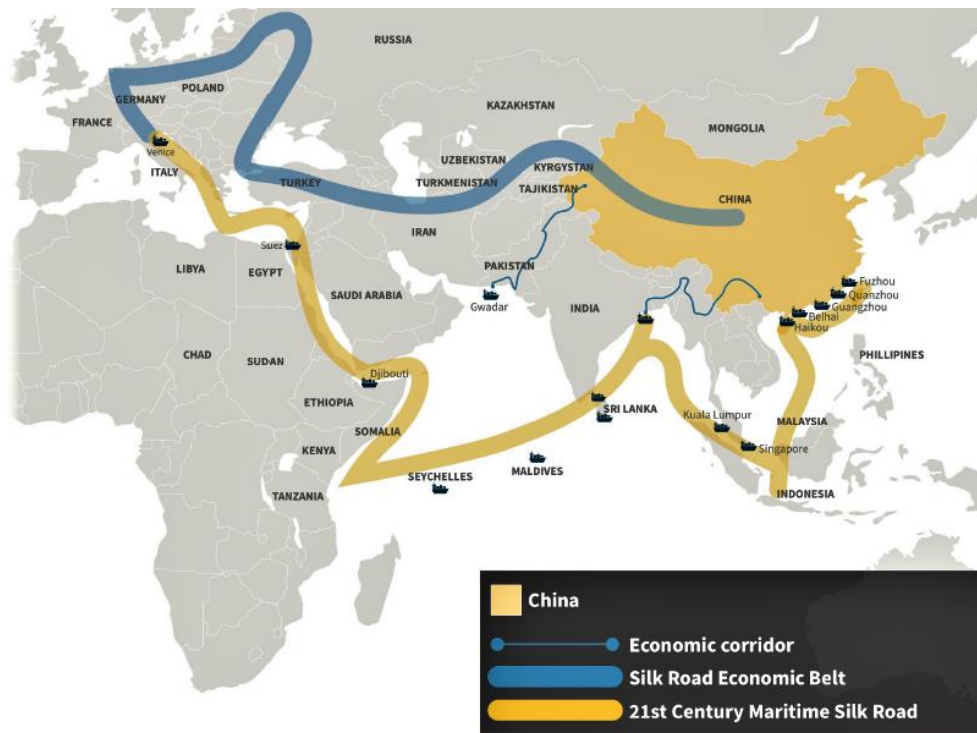 RUSSIA
POLAND
GERMANY
FRANCE
KAZAKHSTAN
MONGOLIA
Venice
ITALY
UZBEKISTAN
KYRGYSTAN
TURKEY
TURKMENISTAN
TAJIKISTAN
CHINA
IRAN
Suez
LIBYA
EGYPT
PAKISTAN
SAUDI ARABIA
Gwadar
INDIA
Fuzhou
Quanzhou
Guangzhou
Belhai
Haikou
CHAD
SUDAN
PHILLIPINES
Djibouti
ETHIOPIA
SRI LANKA
Kuala Lumpur
MALAYSIA
SOMALIA
KENYA
Singapore
SEYCHELLES
MALDIVES
TANZANIA
INDONESIA
China
Economic corridor
Silk Road Economic Belt
21st Century Maritime Silk Road